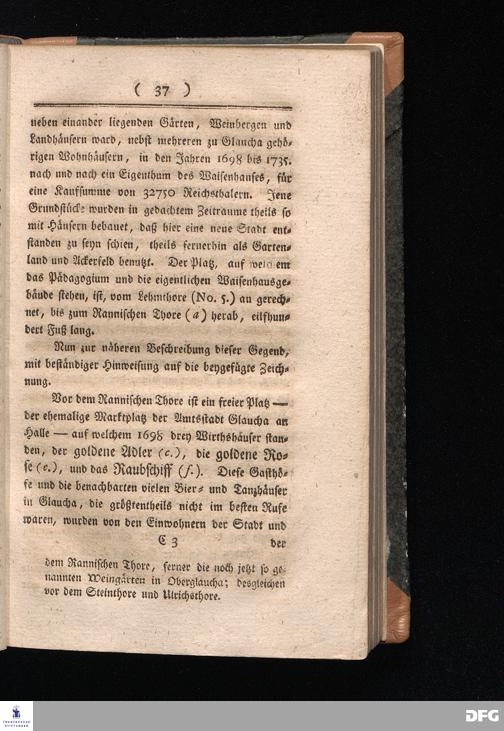 ( 37 )
neben einander liegenden Gärten, Weinbergen und
Landhäusern ward, nebst mehreren zu Glaucha gehö-
rigen Wohnhäusern, in den Jahren 1698 bis 1735.
nach und nach ein Eigenthum des Waisenhauses, für
eine Kaufsumme von 32750 Reichsthalern. Jene
Grundstücke wurden in gedachtem Zeitraume theils so
mit Häusern bebauet, daß hier eine neue Stadt ent-
standen zu seyn schien, theils fernerhin als Garten-
land und Ackerfeld benutzt. Der Platz, auf welchem
das Pädagogium und die eigentlichen Waisenhausge-
bäude stehen, ist, vom Lehmthore (No. 5.) an gerech-
net, bis zum Rannischen Thore (a) herab, eilfhun-
dert Fuß lang.
Nun zur näheren Beschreibung dieser Gegend,
mit beständiger Hinweisung auf die beygefügte Zeich-
nung.
Vor dem Rannischen Thore ist ein freier Platz —
der ehemalige Marktplatz der Amtsstadt Glaucha an
Halle — auf welchem 1698 drey Wirthshäuser stan-
den, der goldene Adler (c.), die goldene Ro-
se (e.), und das Raubschiff (f.). Diese Gasthö-
fe und die benachbarten vielen Bier- und Tanzhäuser
in Glaucha, die größtentheils nicht im besten Rufe
waren, wurden von den Einwohnern der Stadt und
C 3 der
dem Rannischen Thore, ferner die noch jetzt so ge-
nannten Weingärten in Oberglaucha; desgleichen
vor dem Steinthore und Ulrichsthore.
FRANCKESCHE
STIFTUNGEN
DFG